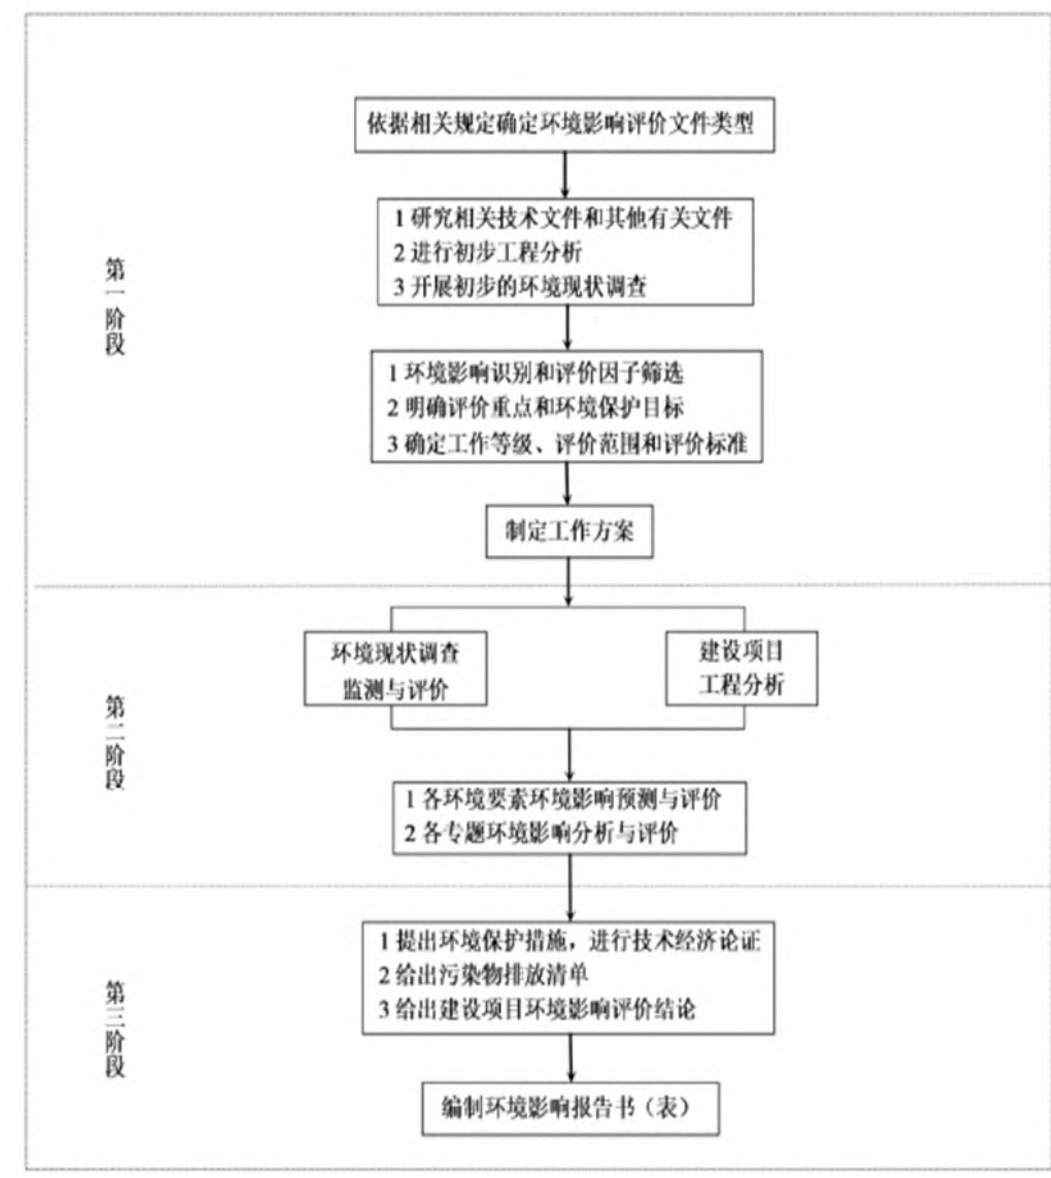 依据相关规定确定环境影响评价文件类型
1 研究相关技术文件和其他有关文件
2 进行初步工程分析
3 开展初步的环境现状调查
第一阶段
1 环境影响识别和评价因子筛选
2 明确评价重点和环境保护目标
3 确定工作等级、评价范围和评价标准
制定工作方案
环境现状调查
监测与评价
建设项目
工程分析
第二阶段
1 各环境要素环境影响预测与评价
2 各专题环境影响分析与评价
1 提出环境保护措施，进行技术经济论证
2 给出污染物排放清单
3 给出建设项目环境影响评价结论
第三阶段
编制环境影响报告书（表）